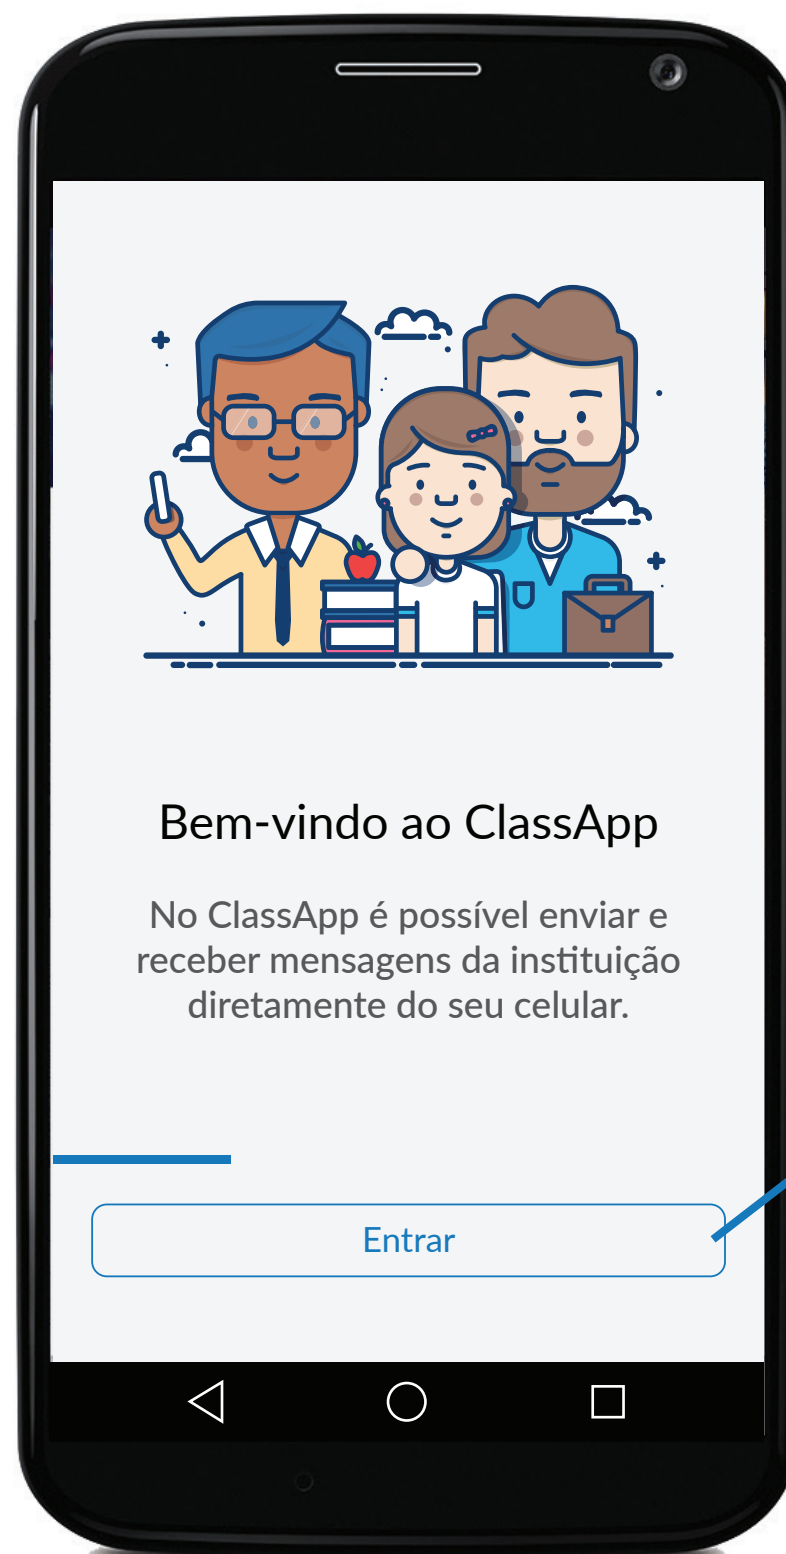 Bem-vindo ao ClassApp
No ClassApp é possível enviar e
receber mensagens da instituição
diretamente do seu celular.
Entrar